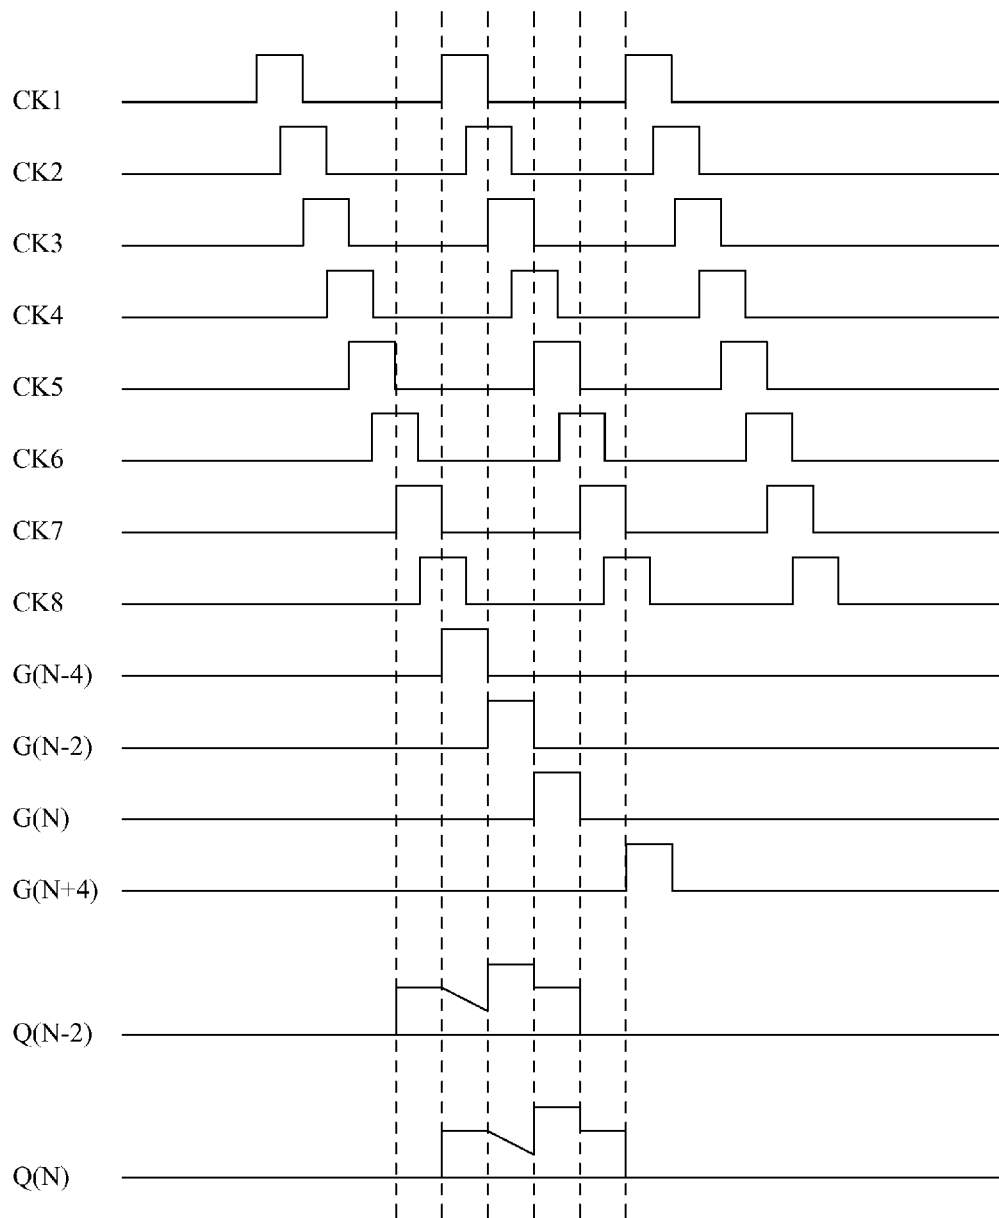 CK1
CK2
CK3
CK4
CK5
CK6
CK7
CK8
G(N-4)
G(N-2)
G(N)
G(N+4)
Q(N-2)
Q(N)